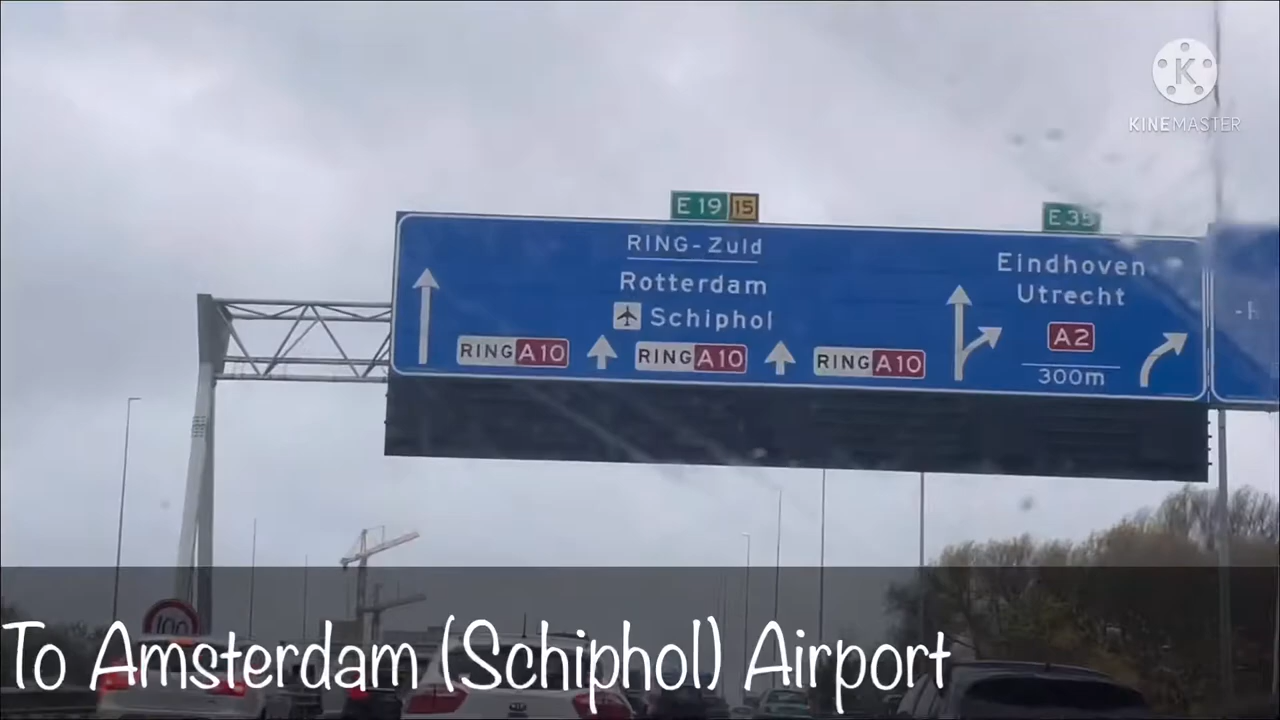 KINEMASTER
E 19 15
E 35
RING-Zuid
Rotterdam
Schiphol
RING A10
RING A10
RING A10
Eindhoven
Utrecht
A2
300m
100
To Amsterdam (Schiphol) Airport